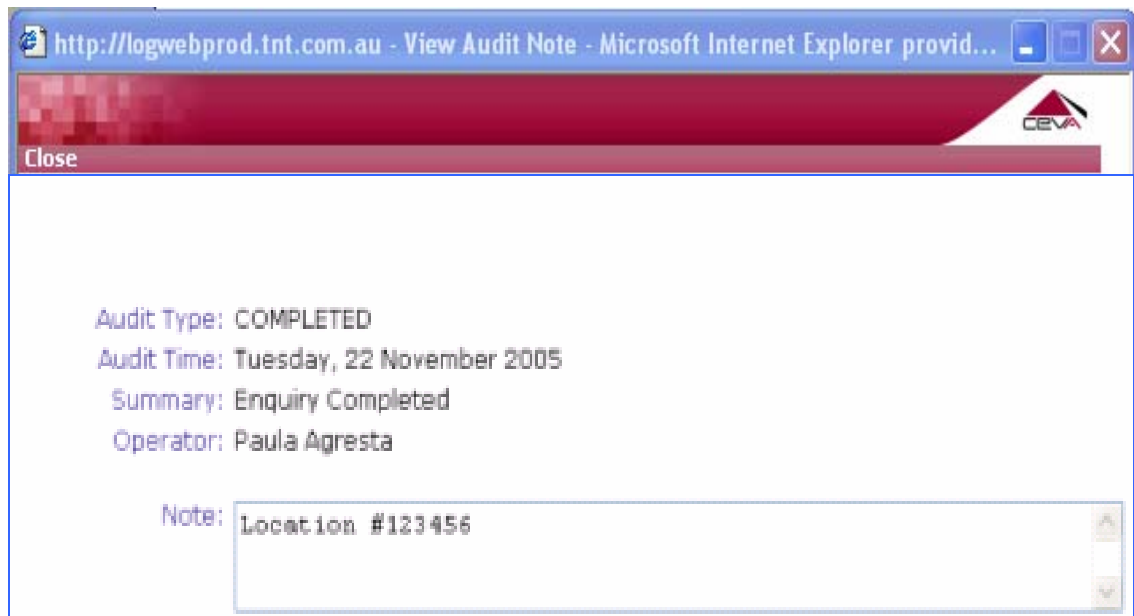 http://logwebprod.tnt.com.au - View Audit Note - Microsoft Internet Explorer provid...
CEVA
Close
Audit Type: COMPLETED
Audit Time: Tuesday, 22 November 2005
Summary: Enquiry Completed
Operator: Paula Agresta
Note: Location #123456